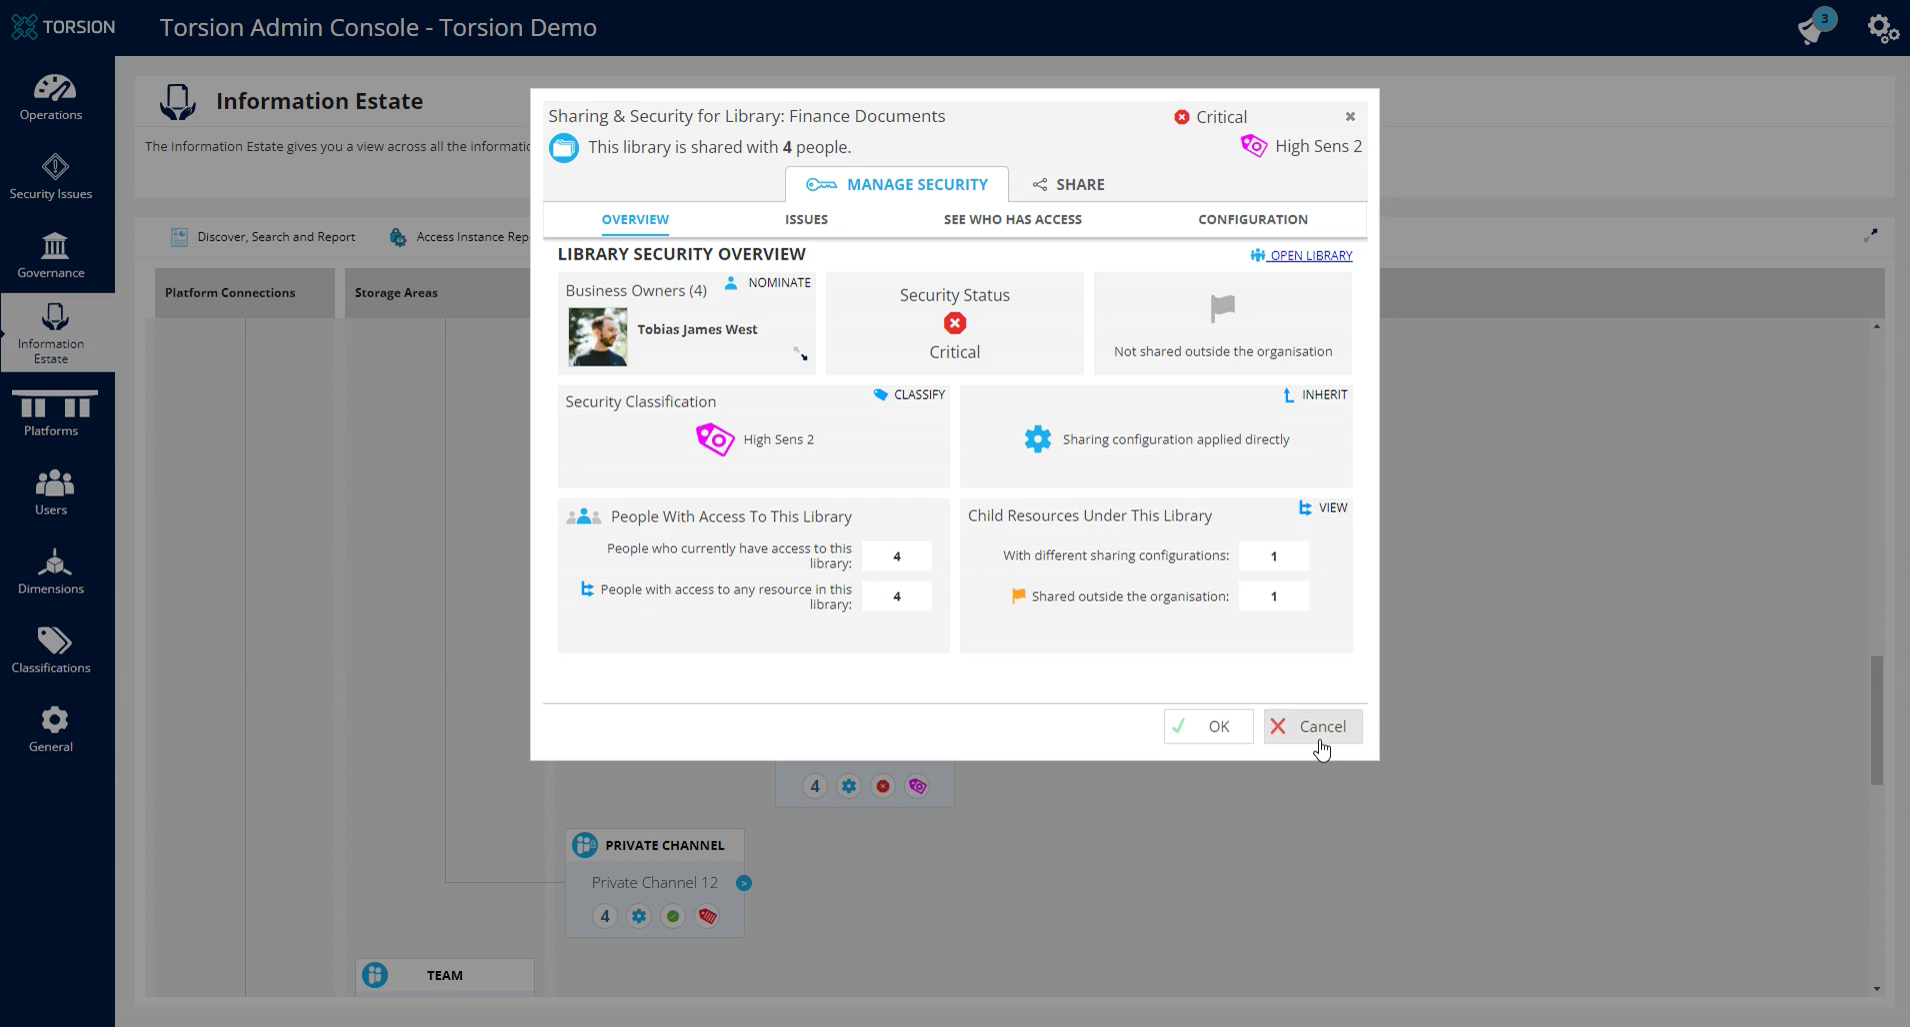 TORSION
Torsion Admin Console - Torsion Demo
3
Operations
Security Issues
Governance
Information
Estate
Platforms
Users
Dimensions
Classifications
General
Information Estate
The Information Estate gives you a view across all the informatio
Discover, Search and Report
Access Instance Rep
Platform Connections
Storage Areas
Sharing & Security for Library: Finance Documents
Critical
This library is shared with 4 people.
High Sens 2
MANAGE SECURITY
SHARE
OVERVIEW
ISSUES
SEE WHO HAS ACCESS
CONFIGURATION
LIBRARY SECURITY OVERVIEW
OPEN LIBRARY
Business Owners (4)
NOMINATE
Tobias James West
Security Status
Critical
Not shared outside the organisation
Security Classification
CLASSIFY
High Sens 2
INHERIT
Sharing configuration applied directly
People With Access To This Library
People who currently have access to this
library:
4
People with access to any resource in this
library:
4
Child Resources Under This Library
VIEW
With different sharing configurations:
1
Shared outside the organisation:
1
OK
Cancel
4
PRIVATE CHANNEL
Private Channel 12
4
TEAM